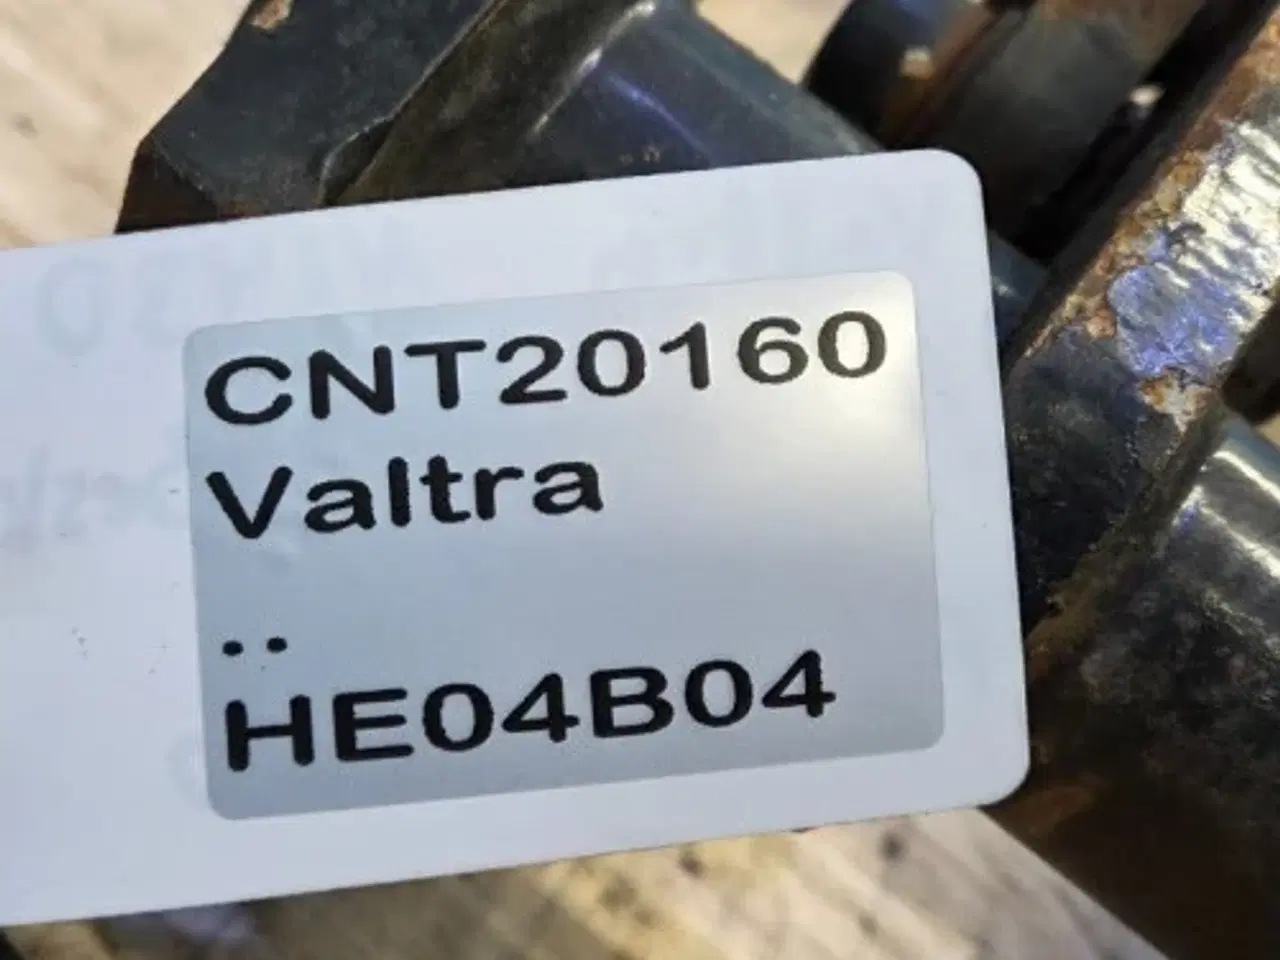 CNT20160
Valtra
..
HE04B04